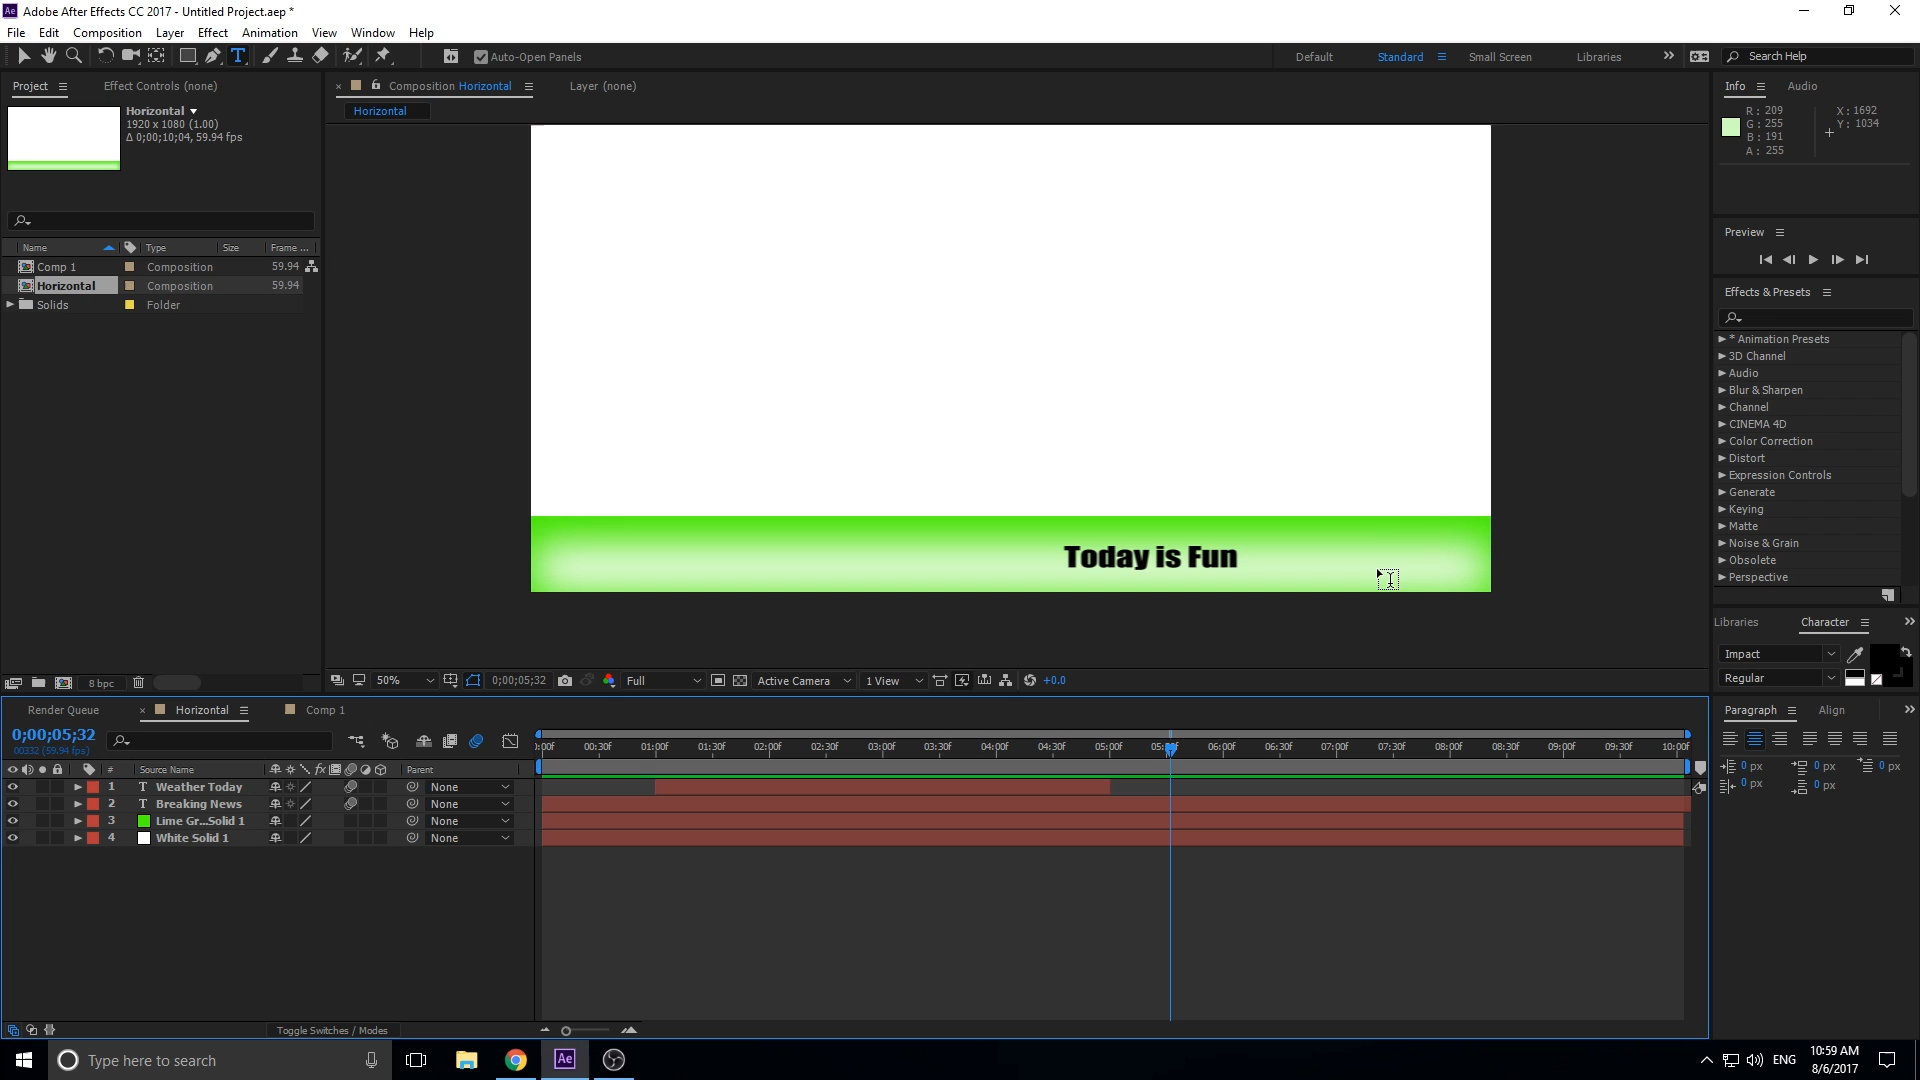 Adobe After Effects CC 2017 - Untitled Project.aep *
File Edit Composition Layer Effect Animation View Window Help
Auto-Open Panels
Default Standard Small Screen Libraries Search Help
Project Effect Controls (none)
Horizontal
1920 x 1080 (1.00)
Δ 0;00;10;04, 59.94 fps
Name Type Size Frame ...
Comp 1 Composition 59.94
Horizontal Composition 59.94
Solids Folder
8 bpc
Composition Horizontal Layer (none)
Horizontal
Today is Fun
50% 0;00;05;32 Full Active Camera 1 View +0.0
Info Audio
R: 209 X: 1692
G: 255 Y: 1034
B: 191
A: 255
Preview
Effects & Presets
* Animation Presets
3D Channel
Audio
Blur & Sharpen
Channel
CINEMA 4D
Color Correction
Distort
Expression Controls
Generate
Keying
Matte
Noise & Grain
Obsolete
Perspective
Libraries Character
Impact
Regular
Paragraph Align
0 px 0 px 0 px
0 px 0 px
Render Queue Horizontal Comp 1
0;00;05;32
00332 (59.94 fps)
:00f 00:30f 01:00f 01:30f 02:00f 02:30f 03:00f 03:30f 04:00f 04:30f 05:00f 06:00f 06:30f 07:00f 07:30f 08:00f 08:30f 09:00f 09:30f 10:00f
# Source Name fx Parent
1 T Weather Today None
2 T Breaking News None
3 Lime Gr...Solid 1 None
4 White Solid 1 None
Toggle Switches / Modes
Type here to search
Ae
ENG
10:59 AM
8/6/2017